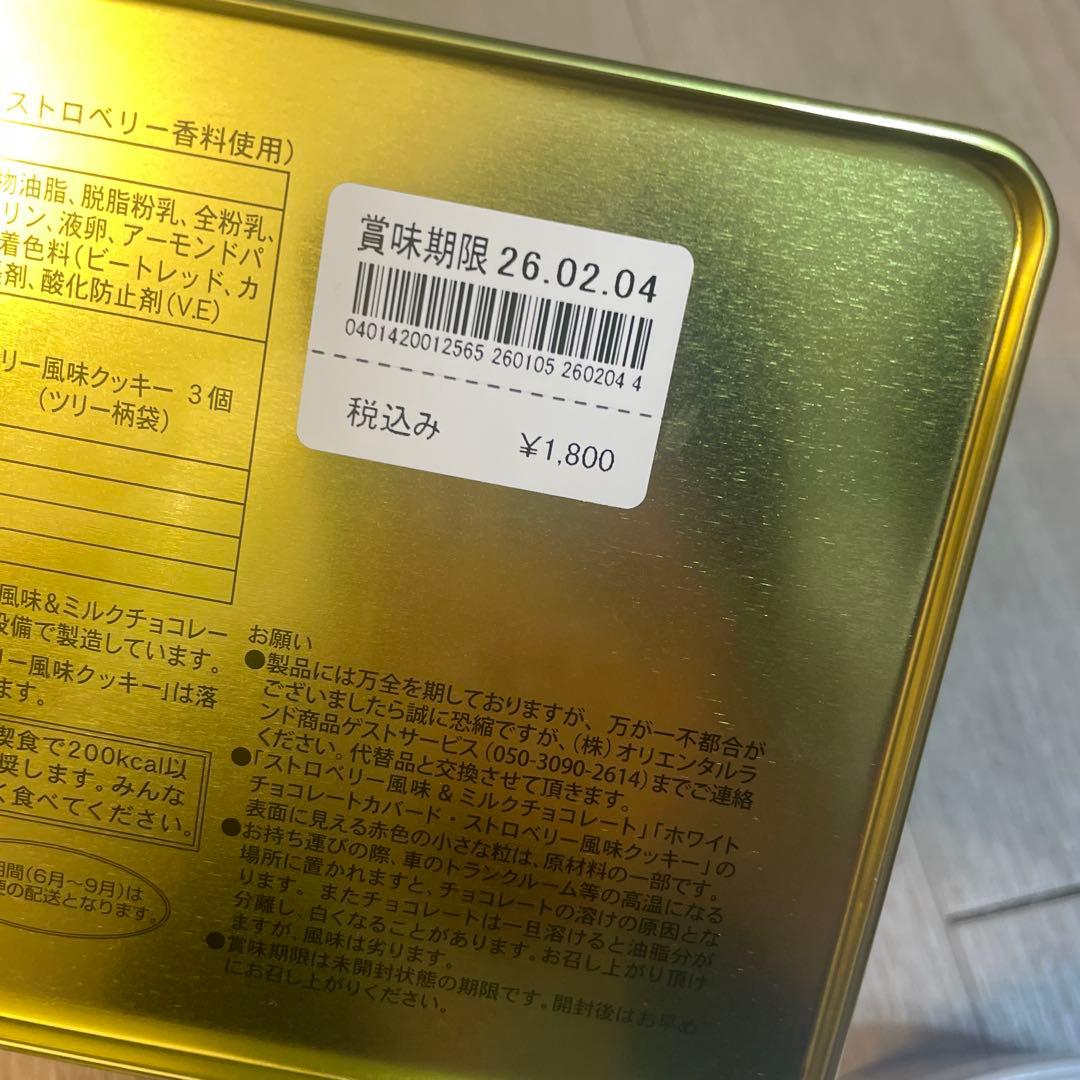 ストロベリー香料使用)
物油脂、脱脂粉乳、全粉乳、
リン、液卵、アーモンドパ
着色料(ビートレッド、カ
剤、酸化防止剤(V.E)
リー風味クッキー 3個
(ツリー柄袋)
賞味期限 26.02.04
0401420012565 260105 260204 4
税込み ¥1,800
風味&ミルクチョコレー
設備で製造しています。
リー風味クッキー」は落
ます。
喫食で200kcal以
奨します。みんな
く食べてください。
期間(6月～9月)は
の配送となります。
お願い
●製品には万全を期しておりますが、万が一不都合が
ございましたら誠に恐縮ですが、(株)オリエンタルラ
ンド商品ゲストサービス(050-3090-2614)までご連絡
ください。代替品と交換させて頂きます。
●「ストロベリー風味&ミルクチョコレート」「ホワイト
チョコレートカバード・ストロベリー風味クッキー」の
表面に見える赤色の小さな粒は、原材料の一部です。
●お持ち運びの際、車のトランクルーム等の高温になる
場所に置かれますと、チョコレートの溶けの原因とな
ります。またチョコレートは一旦溶けると油脂分が
分離し、白くなることがあります。お召し上がり頂け
ますが、風味は劣ります。
●賞味期限は未開封状態の期限です。開封後はお早め
にお召し上がりください。